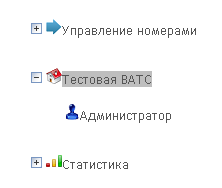 Управление номерами
Тестовая ВАТС
Администратор
Статистика